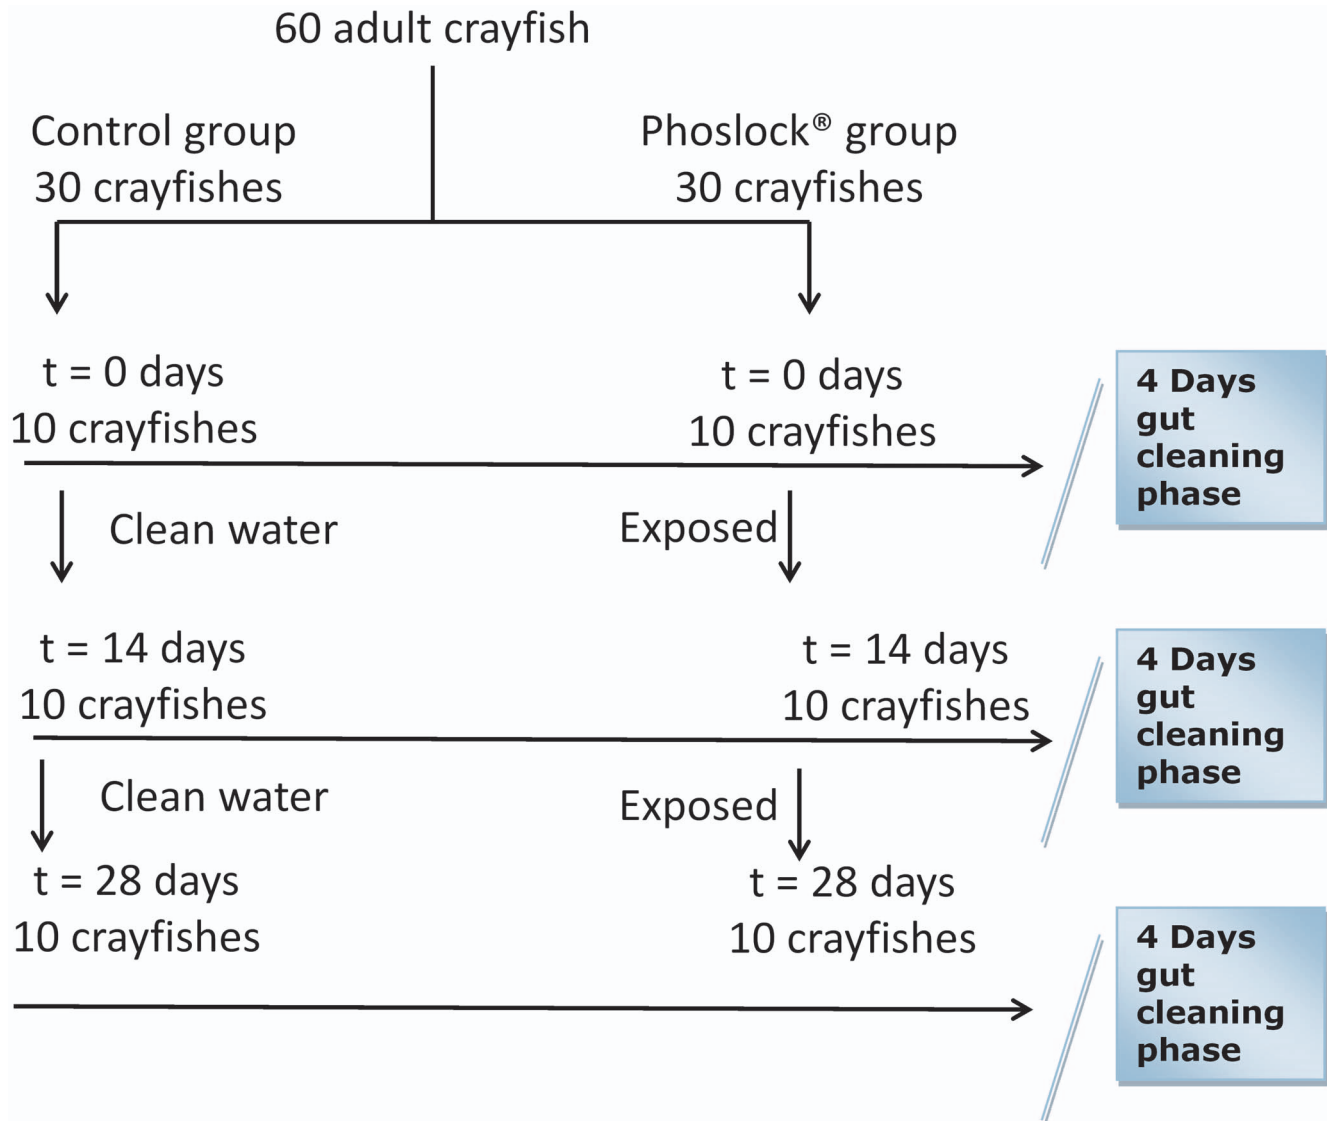 60 adult crayfish
Control group
30 crayfishes
Phoslock® group
30 crayfishes
t = 0 days
10 crayfishes
t = 0 days
10 crayfishes
4 Days
gut
cleaning
phase
Clean water
Exposed
t = 14 days
10 crayfishes
t = 14 days
10 crayfishes
4 Days
gut
cleaning
phase
Clean water
Exposed
t = 28 days
10 crayfishes
t = 28 days
10 crayfishes
4 Days
gut
cleaning
phase